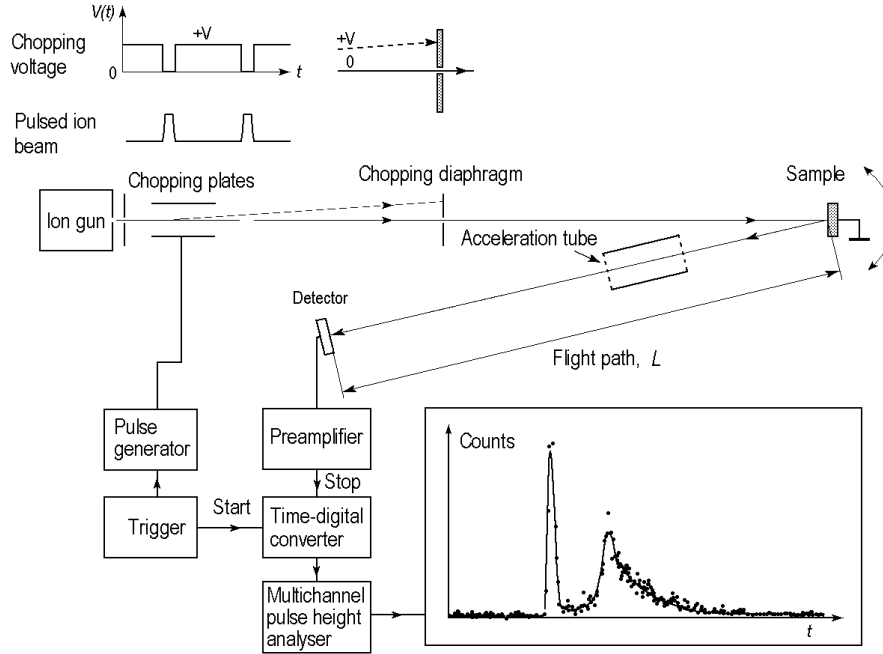 V(t)
Chopping
voltage
+V
0
t
+V
0
Pulsed ion
beam
Chopping plates
Chopping diaphragm
Sample
Ion gun
Acceleration tube
Detector
Flight path, L
Pulse
generator
Preamplifier
Counts
Stop
Start
Trigger
Time-digital
converter
Multichannel
pulse height
analyser
t